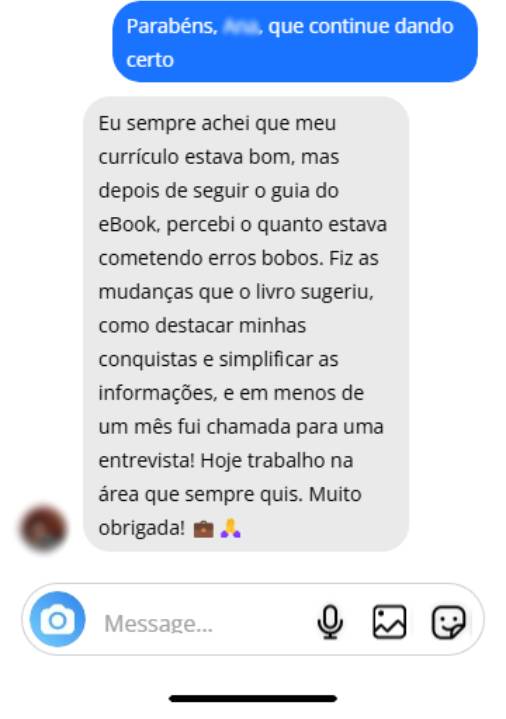 Parabéns, que continue dando
certo
Eu sempre achei que meu
currículo estava bom, mas
depois de seguir o guia do
eBook, percebi o quanto estava
cometendo erros bobos. Fiz as
mudanças que o livro sugeriu,
como destacar minhas
conquistas e simplificar as
informações, e em menos de
um mês fui chamada para uma
entrevista! Hoje trabalho na
área que sempre quis. Muito
obrigada! 💼 🙏
Message...